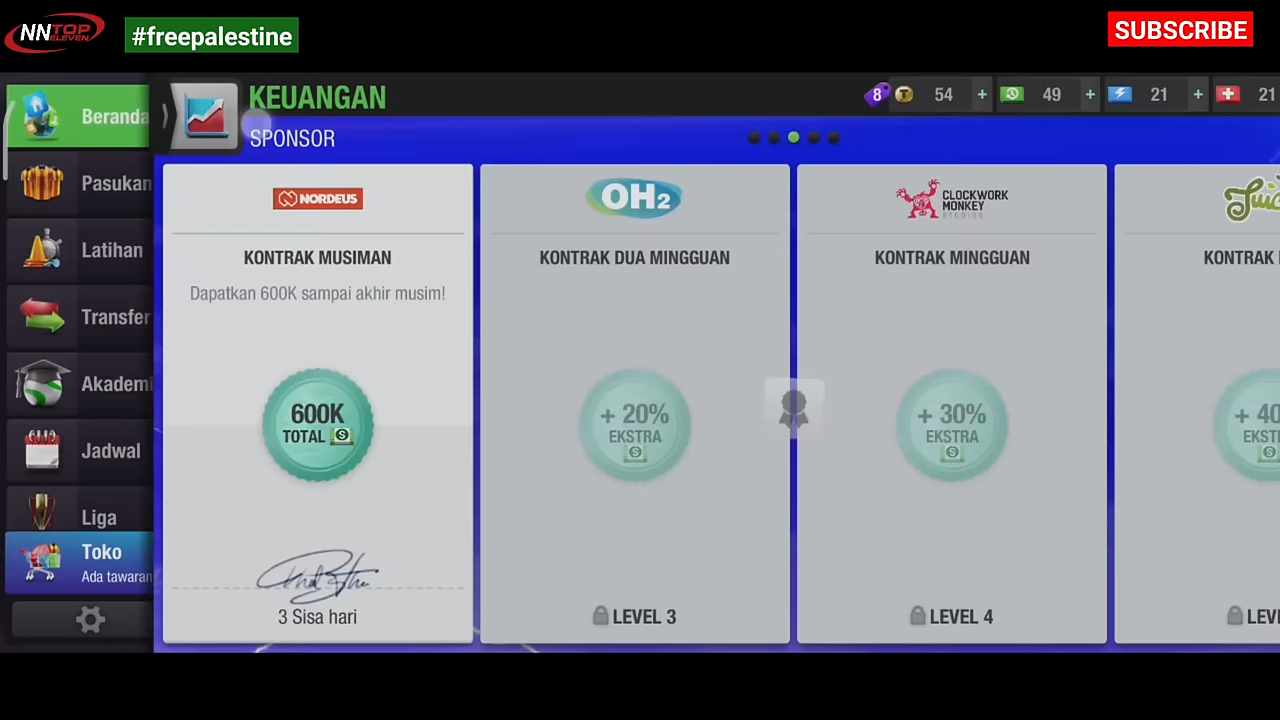 NNTOP
ELEVEN
#freepalestine
SUBSCRIBE
KEUANGAN
8
54
+
49
+
21
+
21
SPONSOR
Beranda
Pasukan
Latihan
Transfer
Akademi
Jadwal
Liga
Toko
Ada tawaran
NORDEUS
KONTRAK MUSIMAN
Dapatkan 600K sampai akhir musim!
600K
TOTAL
3 Sisa hari
OH2
KONTRAK DUA MINGGUAN
+ 20%
EKSTRA
LEVEL 3
CLOCKWORK
MONKEY
STUDIOS
KONTRAK MINGGUAN
+ 30%
EKSTRA
LEVEL 4
KONTRAK
+ 40